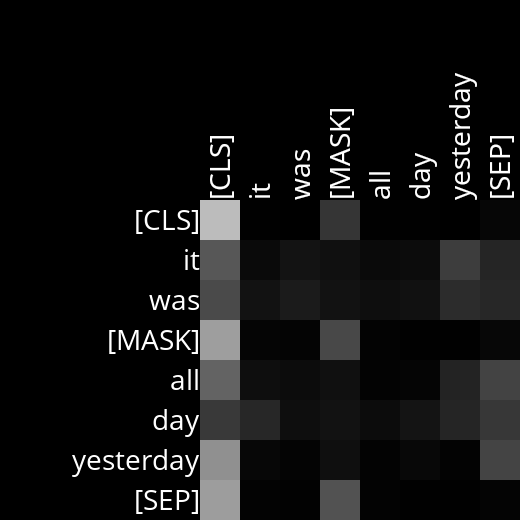 [CLS] it was [MASK] all day yesterday [SEP]
[CLS]
it
was
[MASK]
all
day
yesterday
[SEP]